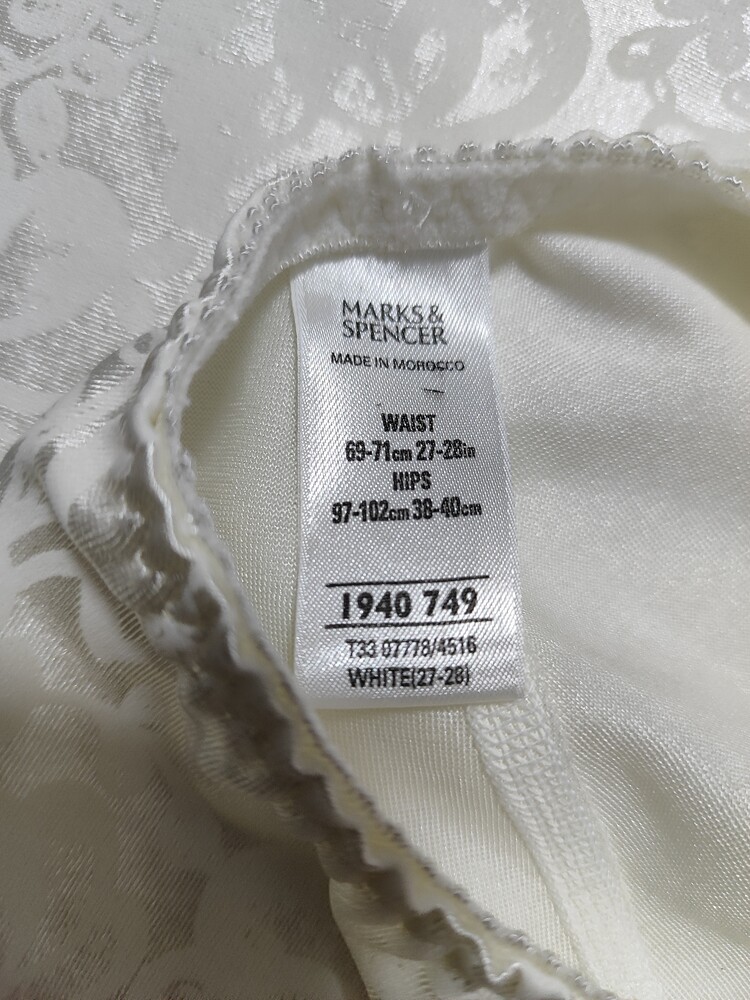 MARKS &
SPENCER
MADE IN MOROCCO
WAIST
69-71cm 27-28in
HIPS
97-102cm 38-40cm
1940 749
T33 07778/4516
WHITE(27-28)